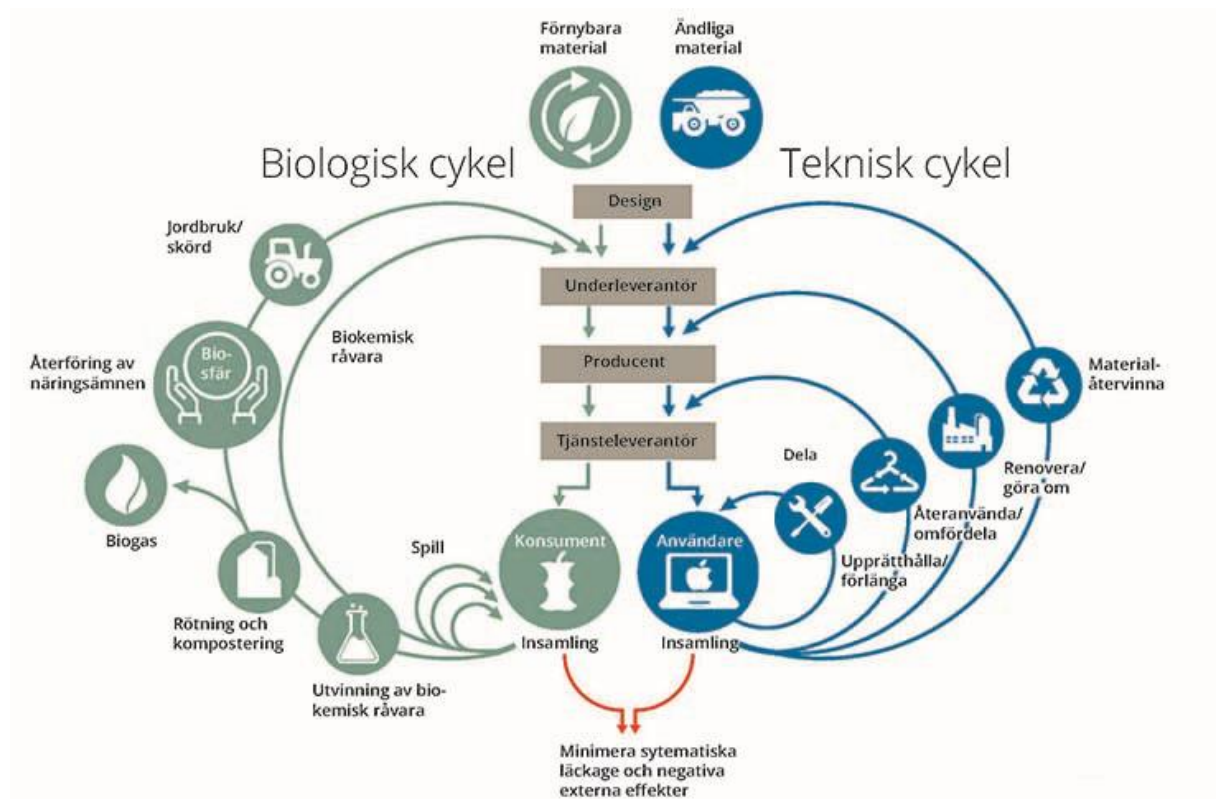 Förnybara
material
Ändliga
material
Biologisk cykel
Teknisk cykel
Design
Jordbruk/
skörd
Underleverantör
Biokemisk
råvara
Bio-
sfär
Återföring av
näringsämnen
Producent
Material-
återvinna
Tjänsteleverantör
Dela
Renovera/
göra om
Återanvända/
omfördela
Biogas
Spill
Konsument
Användare
Upprätthålla/
förlänga
Rötning och
kompostering
Insamling
Insamling
Utvinning av bio-
kemisk råvara
Minimera sytematiska
läckage och negativa
externa effekter